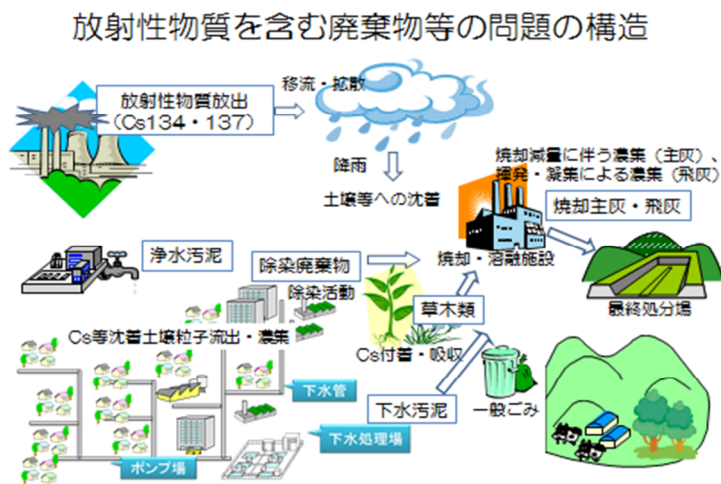 放射性物質を含む廃棄物等の問題の構造
放射性物質放出
（Cs134・137）
移流・拡散
降雨
土壌等への沈着
焼却減量に伴う濃集（主灰）、
揮発・凝集による濃集（飛灰）
焼却主灰・飛灰
浄水汚泥
除染廃棄物
除染活動
焼却・溶融施設
最終処分場
草木類
Cs等沈着土壌粒子流出・濃集
Cs付着・吸収
下水管
下水汚泥
一般ごみ
下水処理場
ポンプ場